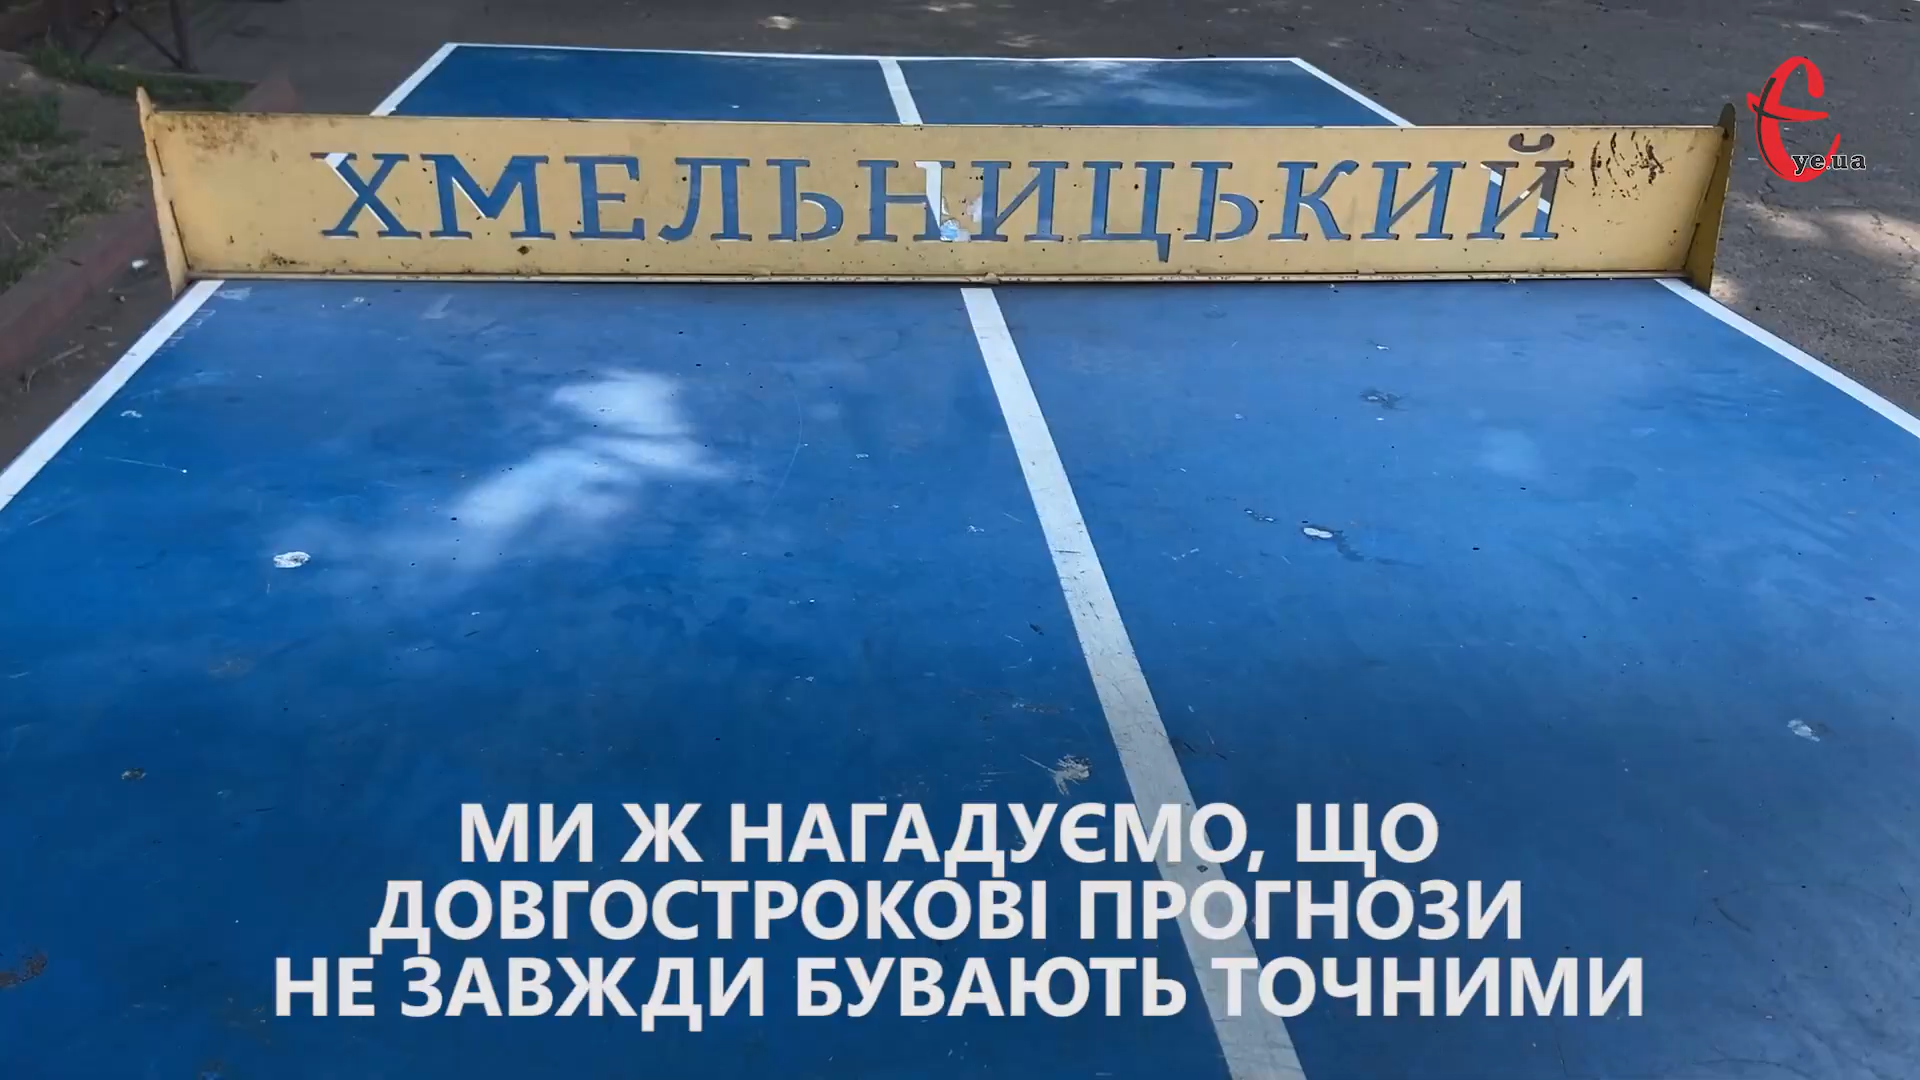 ХМЕЛЬНИЦЬКИЙ
ye.ua
МИ Ж НАГАДУЄМО, ЩО
ДОВГОСТРОКОВІ ПРОГНОЗИ
НЕ ЗАВЖДИ БУВАЮТЬ ТОЧНИМИ